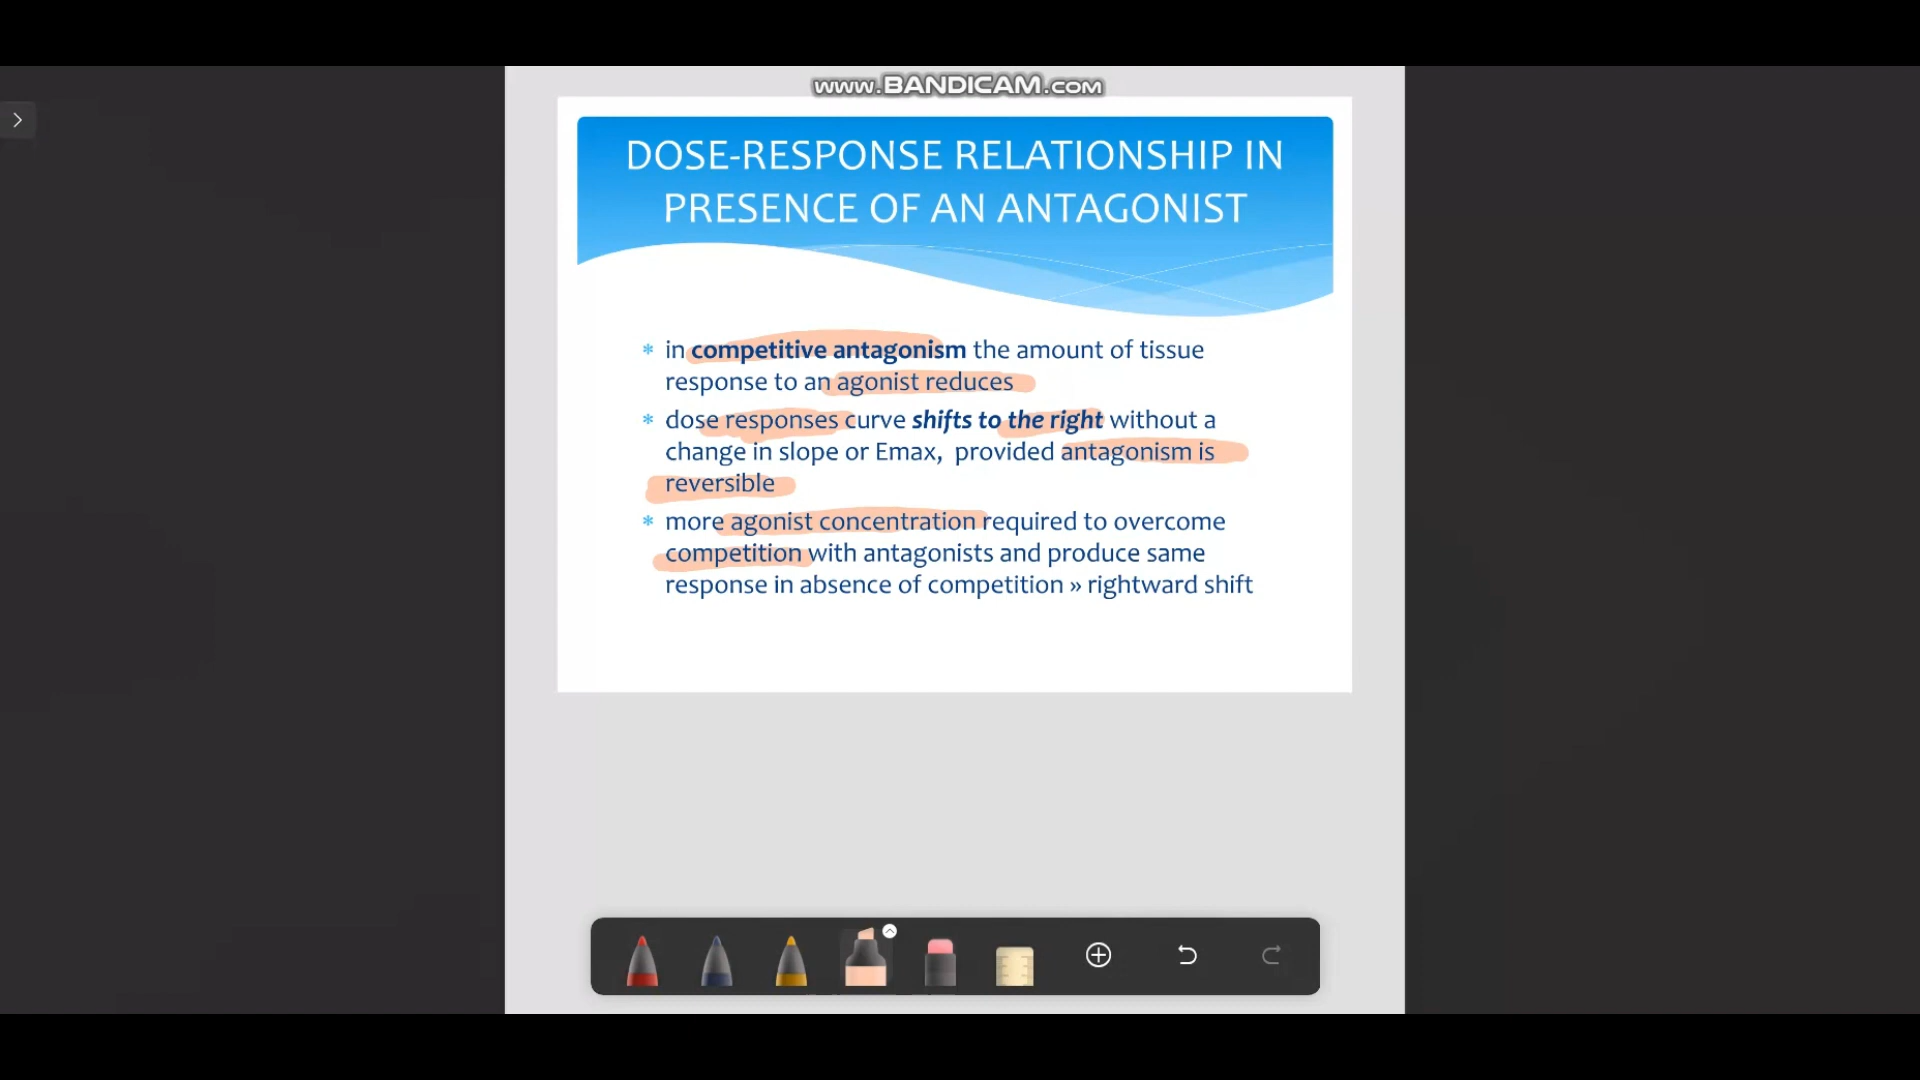 www.BANDICAM.com
DOSE-RESPONSE RELATIONSHIP IN
PRESENCE OF AN ANTAGONIST
* in competitive antagonism the amount of tissue
response to an agonist reduces
* dose responses curve shifts to the right without a
change in slope or Emax, provided antagonism is
reversible
* more agonist concentration required to overcome
competition with antagonists and produce same
response in absence of competition » rightward shift